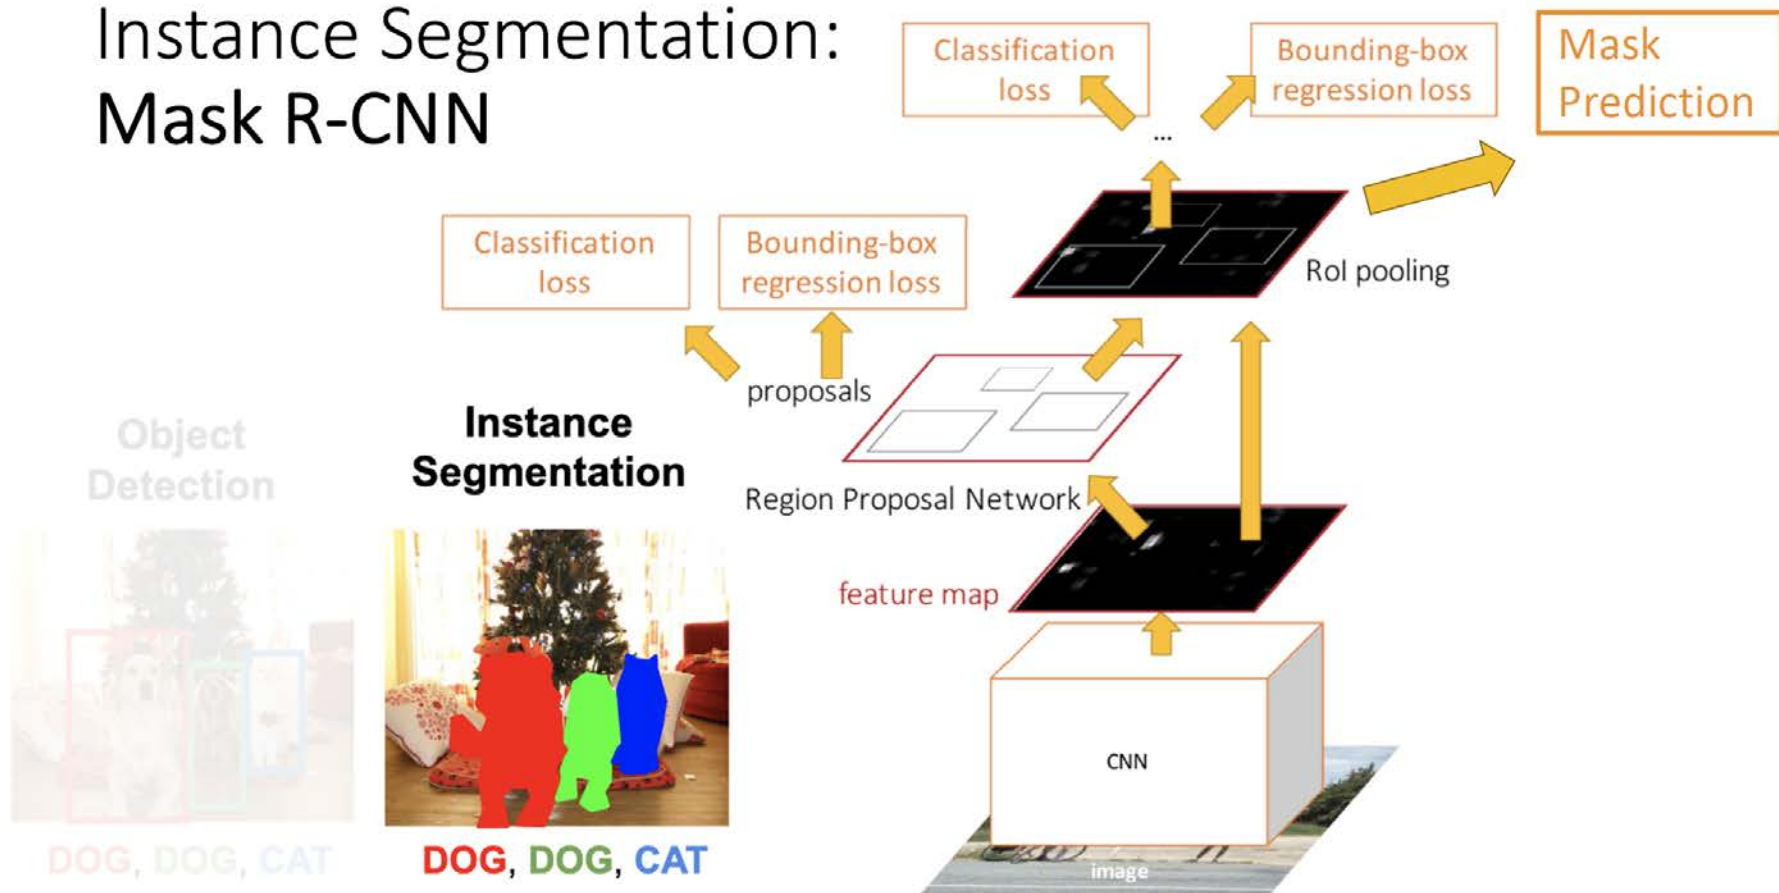 Instance Segmentation:
Mask R-CNN
Classification
loss
Bounding-box
regression loss
Mask
Prediction
...
Classification
loss
Bounding-box
regression loss
RoI pooling
proposals
Object
Detection
Instance
Segmentation
Region Proposal Network
feature map
CNN
DOG, DOG, CAT
DOG, DOG, CAT
image